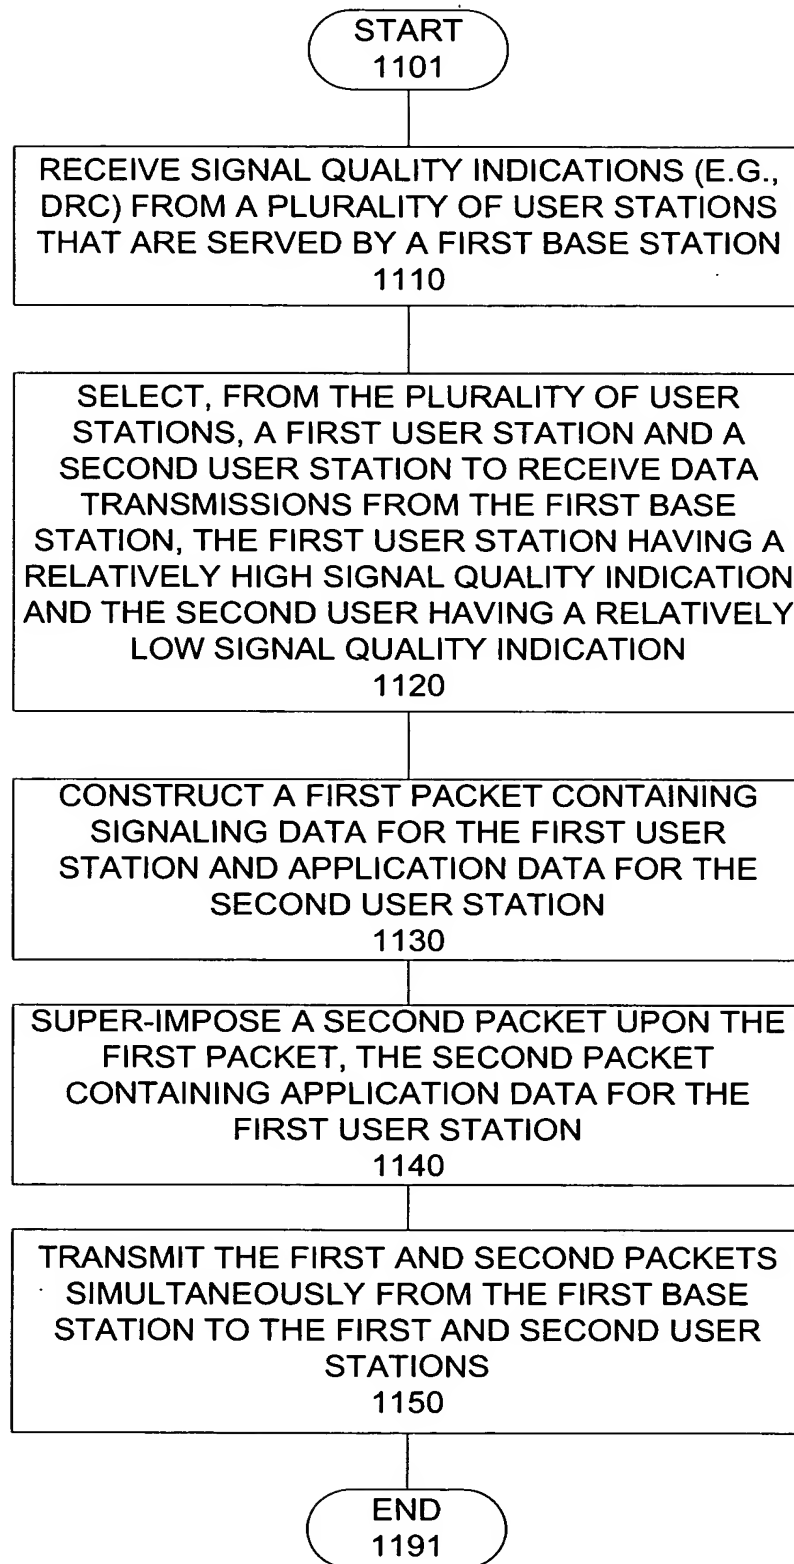 START
1101
RECEIVE SIGNAL QUALITY INDICATIONS (E.G.,
DRC) FROM A PLURALITY OF USER STATIONS
THAT ARE SERVED BY A FIRST BASE STATION
1110
SELECT, FROM THE PLURALITY OF USER
STATIONS, A FIRST USER STATION AND A
SECOND USER STATION TO RECEIVE DATA
TRANSMISSIONS FROM THE FIRST BASE
STATION, THE FIRST USER STATION HAVING A
RELATIVELY HIGH SIGNAL QUALITY INDICATION
AND THE SECOND USER HAVING A RELATIVELY
LOW SIGNAL QUALITY INDICATION
1120
CONSTRUCT A FIRST PACKET CONTAINING
SIGNALING DATA FOR THE FIRST USER
STATION AND APPLICATION DATA FOR THE
SECOND USER STATION
1130
SUPER-IMPOSE A SECOND PACKET UPON THE
FIRST PACKET, THE SECOND PACKET
CONTAINING APPLICATION DATA FOR THE
FIRST USER STATION
1140
TRANSMIT THE FIRST AND SECOND PACKETS
SIMULTANEOUSLY FROM THE FIRST BASE
STATION TO THE FIRST AND SECOND USER
STATIONS
1150
END
1191